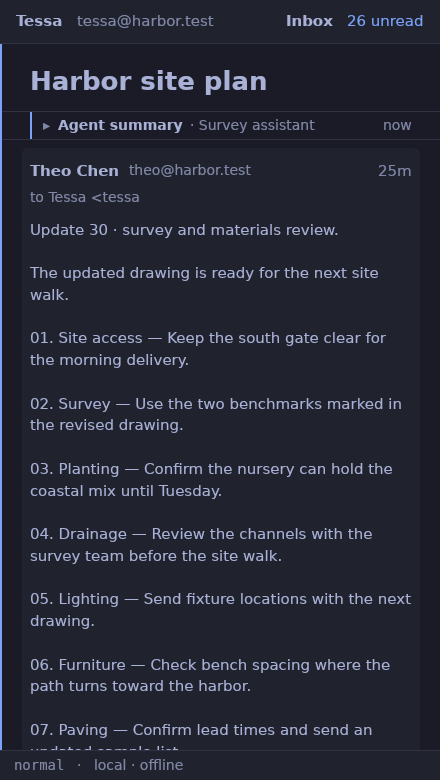 Tessa tessa@harbor.test Inbox 26 unread
Harbor site plan
▸ Agent summary · Survey assistant now
Theo Chen theo@harbor.test 25m
to Tessa <tessa
Update 30 · survey and materials review.
The updated drawing is ready for the next site
walk.
01. Site access — Keep the south gate clear for
the morning delivery.
02. Survey — Use the two benchmarks marked in
the revised drawing.
03. Planting — Confirm the nursery can hold the
coastal mix until Tuesday.
04. Drainage — Review the channels with the
survey team before the site walk.
05. Lighting — Send fixture locations with the next
drawing.
06. Furniture — Check bench spacing where the
path turns toward the harbor.
07. Paving — Confirm lead times and send an
updated sample list.
normal · local · offline